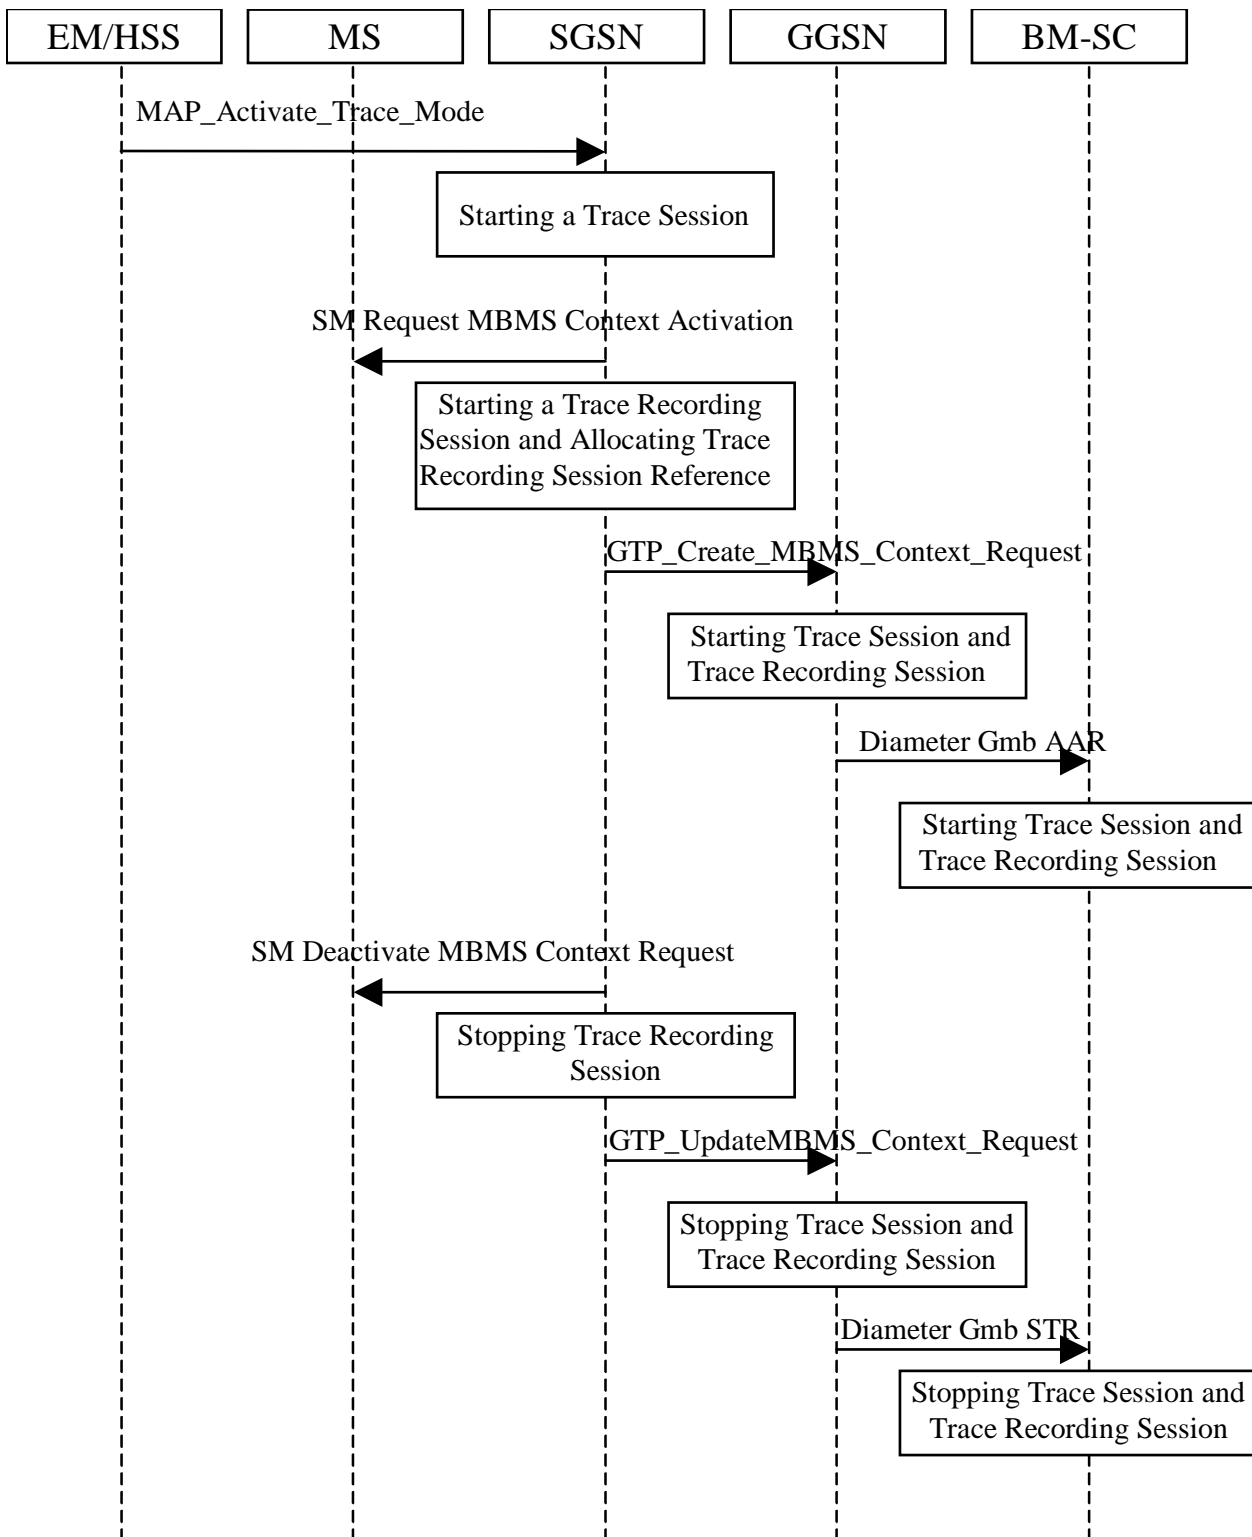 EM/HSS
MS
SGSN
GGSN
BM-SC
MAP_Activate_Trace_Mode
Starting a Trace Session
SM Request MBMS Context Activation
Starting a Trace Recording
Session and Allocating Trace
Recording Session Reference
GTP_Create_MBMS_Context_Request
Starting Trace Session and
Trace Recording Session
Diameter Gmb AAR
Starting Trace Session and
Trace Recording Session
SM Deactivate MBMS Context Request
Stopping Trace Recording
Session
GTP_UpdateMBMS_Context_Request
Stopping Trace Session and
Trace Recording Session
Diameter Gmb STR
Stopping Trace Session and
Trace Recording Session